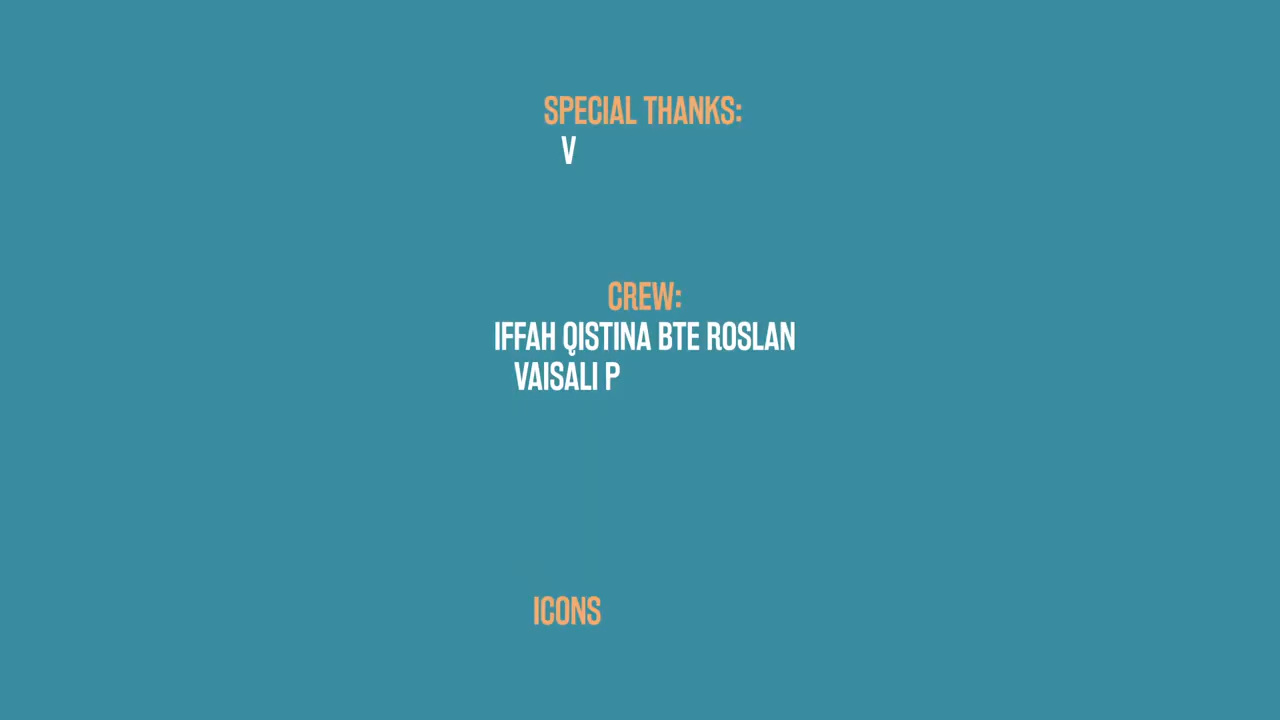 SPECIAL THANKS:
V
CREW:
IFFAH QISTINA BTE ROSLAN
VAISALI P
ICONS